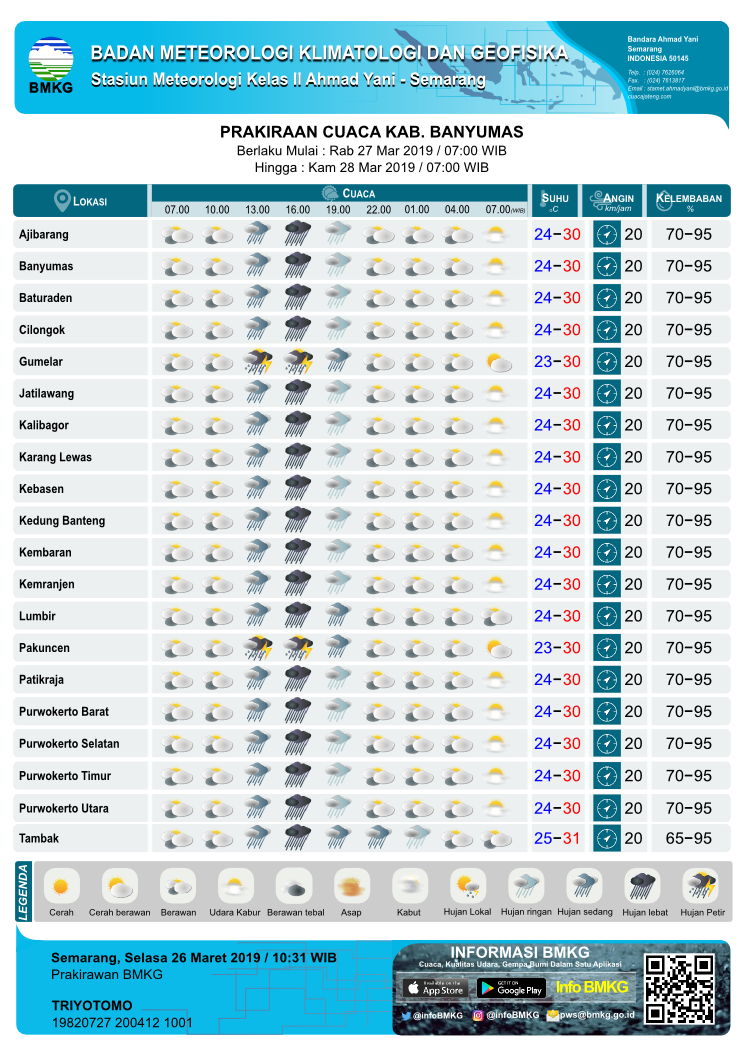 BMKG
BADAN METEOROLOGI KLIMATOLOGI DAN GEOFISIKA
Stasiun Meteorologi Kelas II Ahmad Yani - Semarang
Bandara Ahmad Yani
Semarang
INDONESIA 50145
Telp. : (024) 7626064
Fax. : (024) 7613817
Email : stamet.ahmadyani@bmkg.go.id
cuacajateng.com
PRAKIRAAN CUACA KAB. BANYUMAS
Berlaku Mulai : Rab 27 Mar 2019 / 07:00 WIB
Hingga : Kam 28 Mar 2019 / 07:00 WIB
LOKASI CUACA SUHU ANGIN KELEMBABAN
07.00 10.00 13.00 16.00 19.00 22.00 01.00 04.00 07.00 (WIB) °C km/jam %
Ajibarang 24-30 20 70-95
Banyumas 24-30 20 70-95
Baturaden 24-30 20 70-95
Cilongok 24-30 20 70-95
Gumelar 23-30 20 70-95
Jatilawang 24-30 20 70-95
Kalibagor 24-30 20 70-95
Karang Lewas 24-30 20 70-95
Kebasen 24-30 20 70-95
Kedung Banteng 24-30 20 70-95
Kembaran 24-30 20 70-95
Kemranjen 24-30 20 70-95
Lumbir 24-30 20 70-95
Pakuncen 23-30 20 70-95
Patikraja 24-30 20 70-95
Purwokerto Barat 24-30 20 70-95
Purwokerto Selatan 24-30 20 70-95
Purwokerto Timur 24-30 20 70-95
Purwokerto Utara 24-30 20 70-95
Tambak 25-31 20 65-95
LEGENDA
Cerah Cerah berawan Berawan Udara Kabur Berawan tebal Asap Kabut Hujan Lokal Hujan ringan Hujan sedang Hujan lebat Hujan Petir
Semarang, Selasa 26 Maret 2019 / 10:31 WIB
Prakirawan BMKG
TRIYOTOMO
19820727 200412 1001
INFORMASI BMKG
Cuaca, Kualitas Udara, Gempa Bumi Dalam Satu Aplikasi
Available on the App Store
GET IT ON Google Play
Info BMKG
@infoBMKG @infoBMKG pws@bmkg.go.id